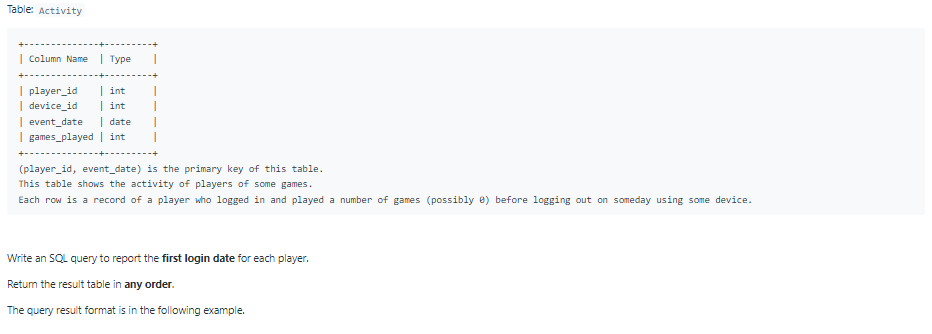 Table: Activity
+--------------+---------+
| Column Name | Type |
+--------------+---------+
| player_id | int |
| device_id | int |
| event_date | date |
| games_played | int |
+--------------+---------+
(player_id, event_date) is the primary key of this table.
This table shows the activity of players of some games.
Each row is a record of a player who logged in and played a number of games (possibly 0) before logging out on someday using some device.
Write an SQL query to report the first login date for each player.
Return the result table in any order.
The query result format is in the following example.